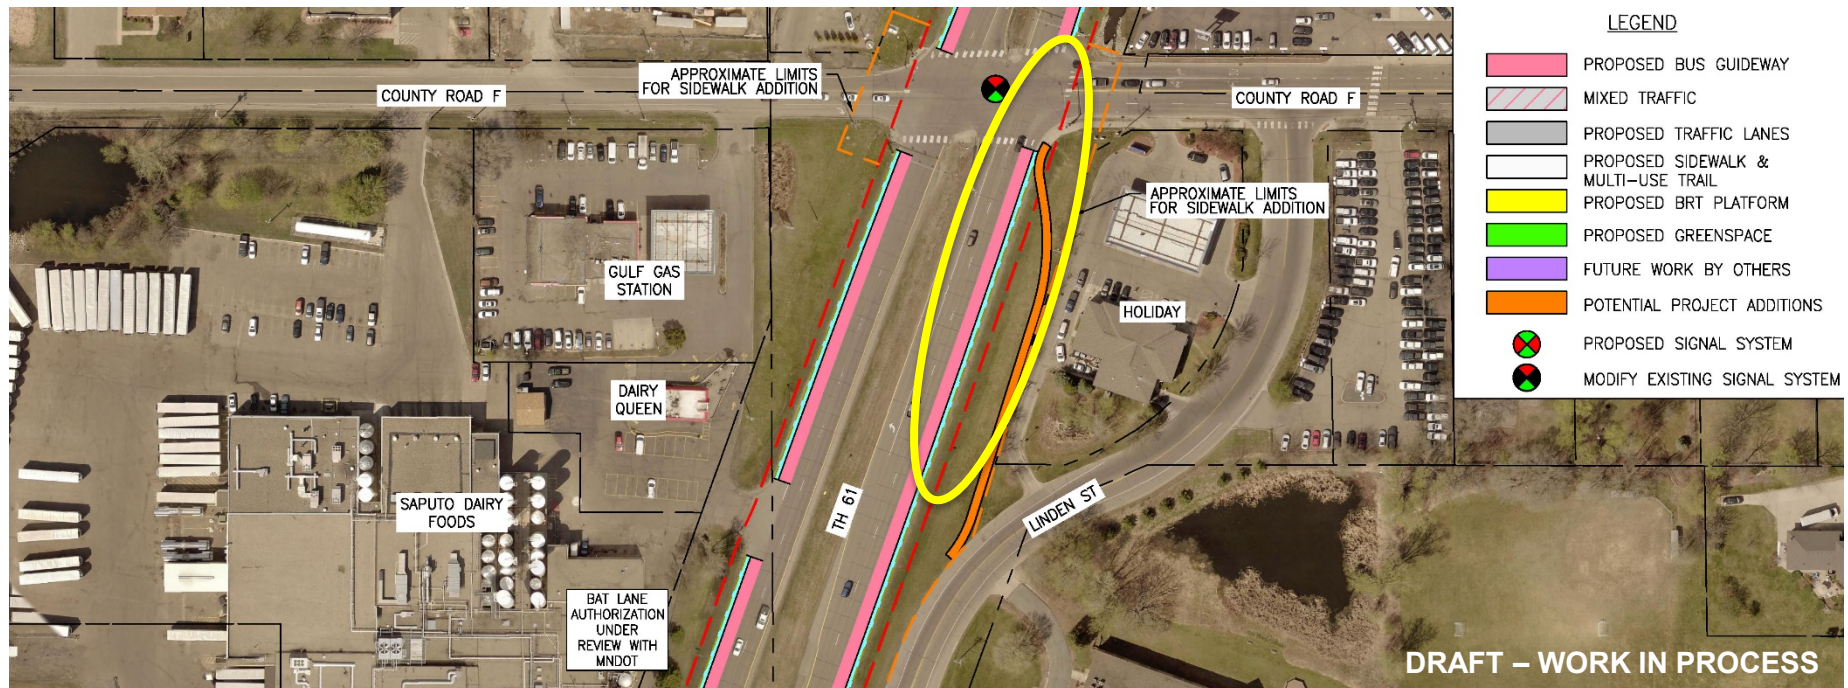 LEGEND
PROPOSED BUS GUIDEWAY
MIXED TRAFFIC
PROPOSED TRAFFIC LANES
PROPOSED SIDEWALK &
MULTI-USE TRAIL
PROPOSED BRT PLATFORM
PROPOSED GREENSPACE
FUTURE WORK BY OTHERS
POTENTIAL PROJECT ADDITIONS
PROPOSED SIGNAL SYSTEM
MODIFY EXISTING SIGNAL SYSTEM
APPROXIMATE LIMITS
FOR SIDEWALK ADDITION
COUNTY ROAD F
COUNTY ROAD F
APPROXIMATE LIMITS
FOR SIDEWALK ADDITION
GULF GAS
STATION
HOLIDAY
DAIRY
QUEEN
SAPUTO DAIRY
FOODS
TH 61
LINDEN ST
BAT LANE
AUTHORIZATION
UNDER
REVIEW WITH
MNDOT
DRAFT – WORK IN PROCESS